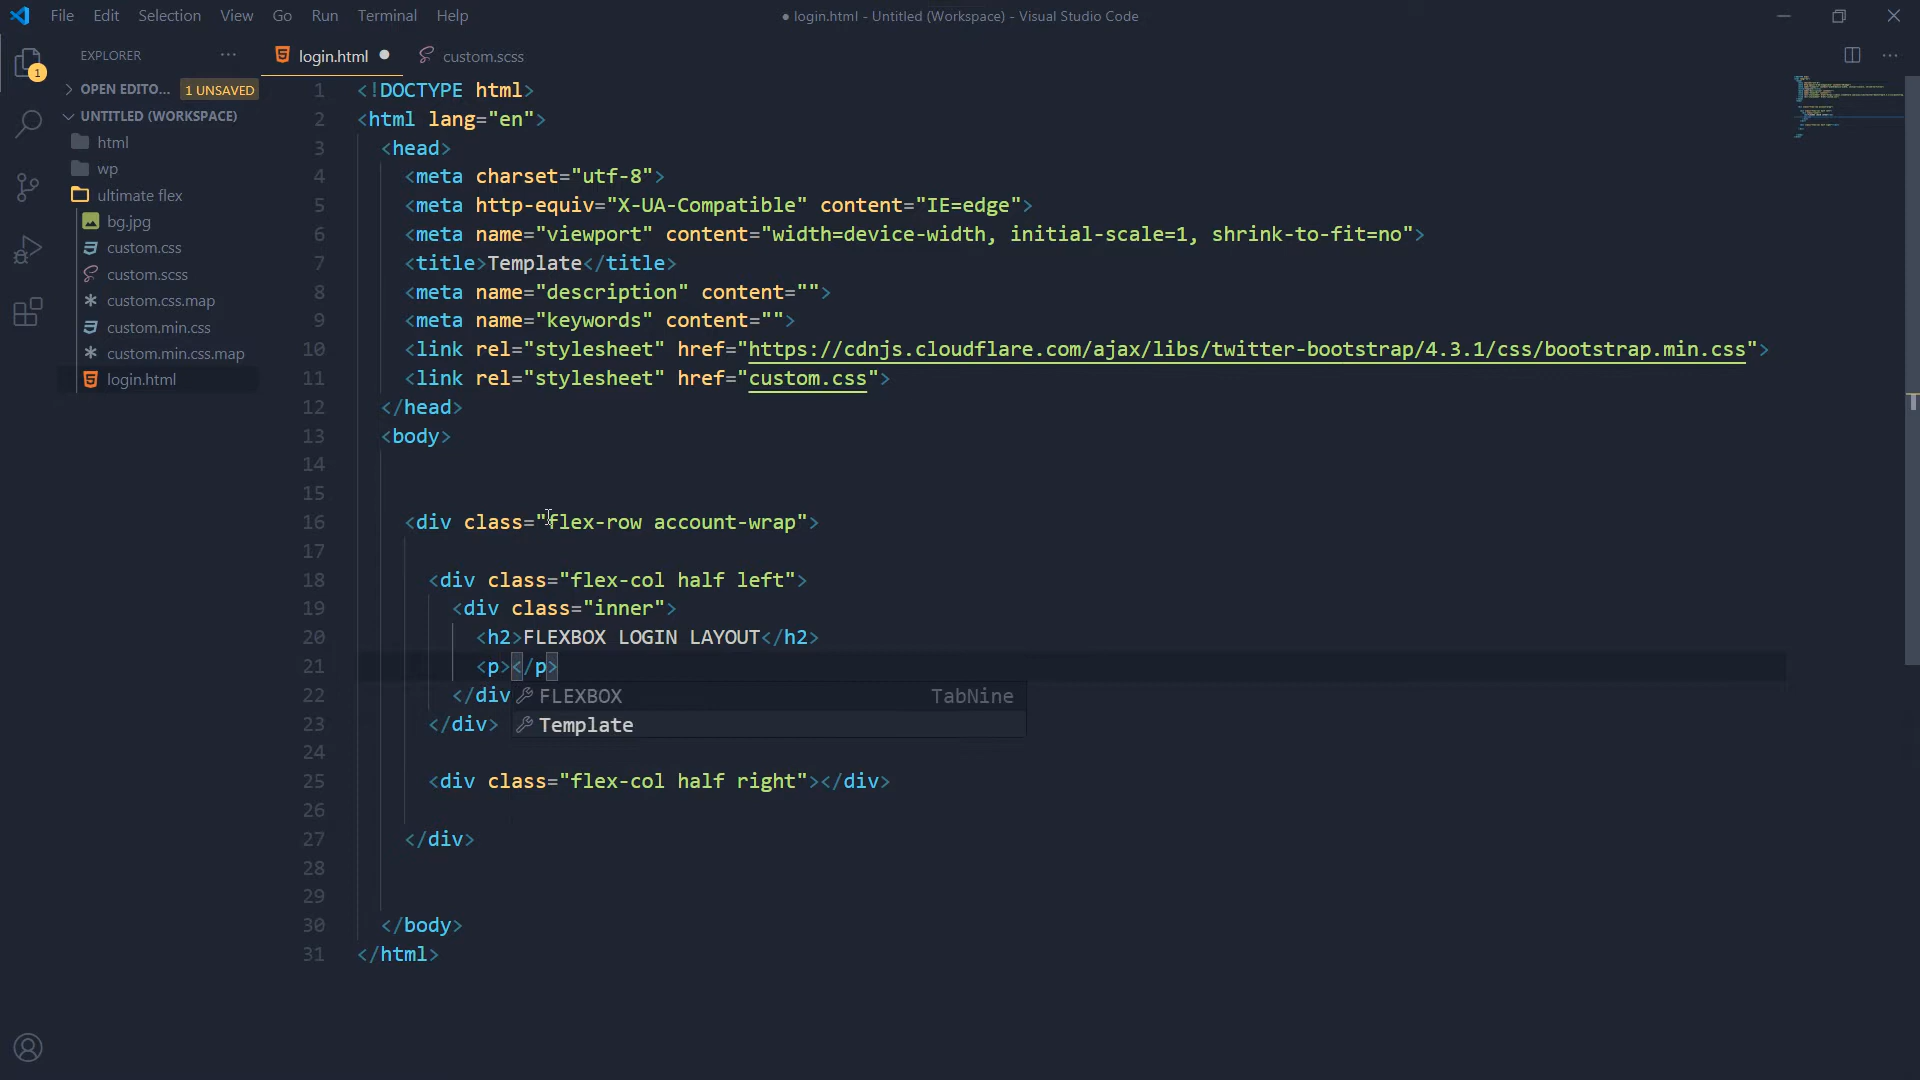 File Edit Selection View Go Run Terminal Help
● login.html - Untitled (Workspace) - Visual Studio Code
EXPLORER ···
login.html ●
custom.scss
1
OPEN EDITO... 1 UNSAVED
UNTITLED (WORKSPACE)
html
wp
ultimate flex
bg.jpg
custom.css
custom.scss
custom.css.map
custom.min.css
custom.min.css.map
login.html
1 <!DOCTYPE html>
2 <html lang="en">
3 <head>
4 <meta charset="utf-8">
5 <meta http-equiv="X-UA-Compatible" content="IE=edge">
6 <meta name="viewport" content="width=device-width, initial-scale=1, shrink-to-fit=no">
7 <title>Template</title>
8 <meta name="description" content="">
9 <meta name="keywords" content="">
10 <link rel="stylesheet" href="https://cdnjs.cloudflare.com/ajax/libs/twitter-bootstrap/4.3.1/css/bootstrap.min.css">
11 <link rel="stylesheet" href="custom.css">
12 </head>
13 <body>
14
15
16 <div class="flex-row account-wrap">
17
18 <div class="flex-col half left">
19 <div class="inner">
20 <h2>FLEXBOX LOGIN LAYOUT</h2>
21 <p></p>
22 </div
FLEXBOX TabNine
23 </div>
Template
24
25 <div class="flex-col half right"></div>
26
27 </div>
28
29
30 </body>
31 </html>